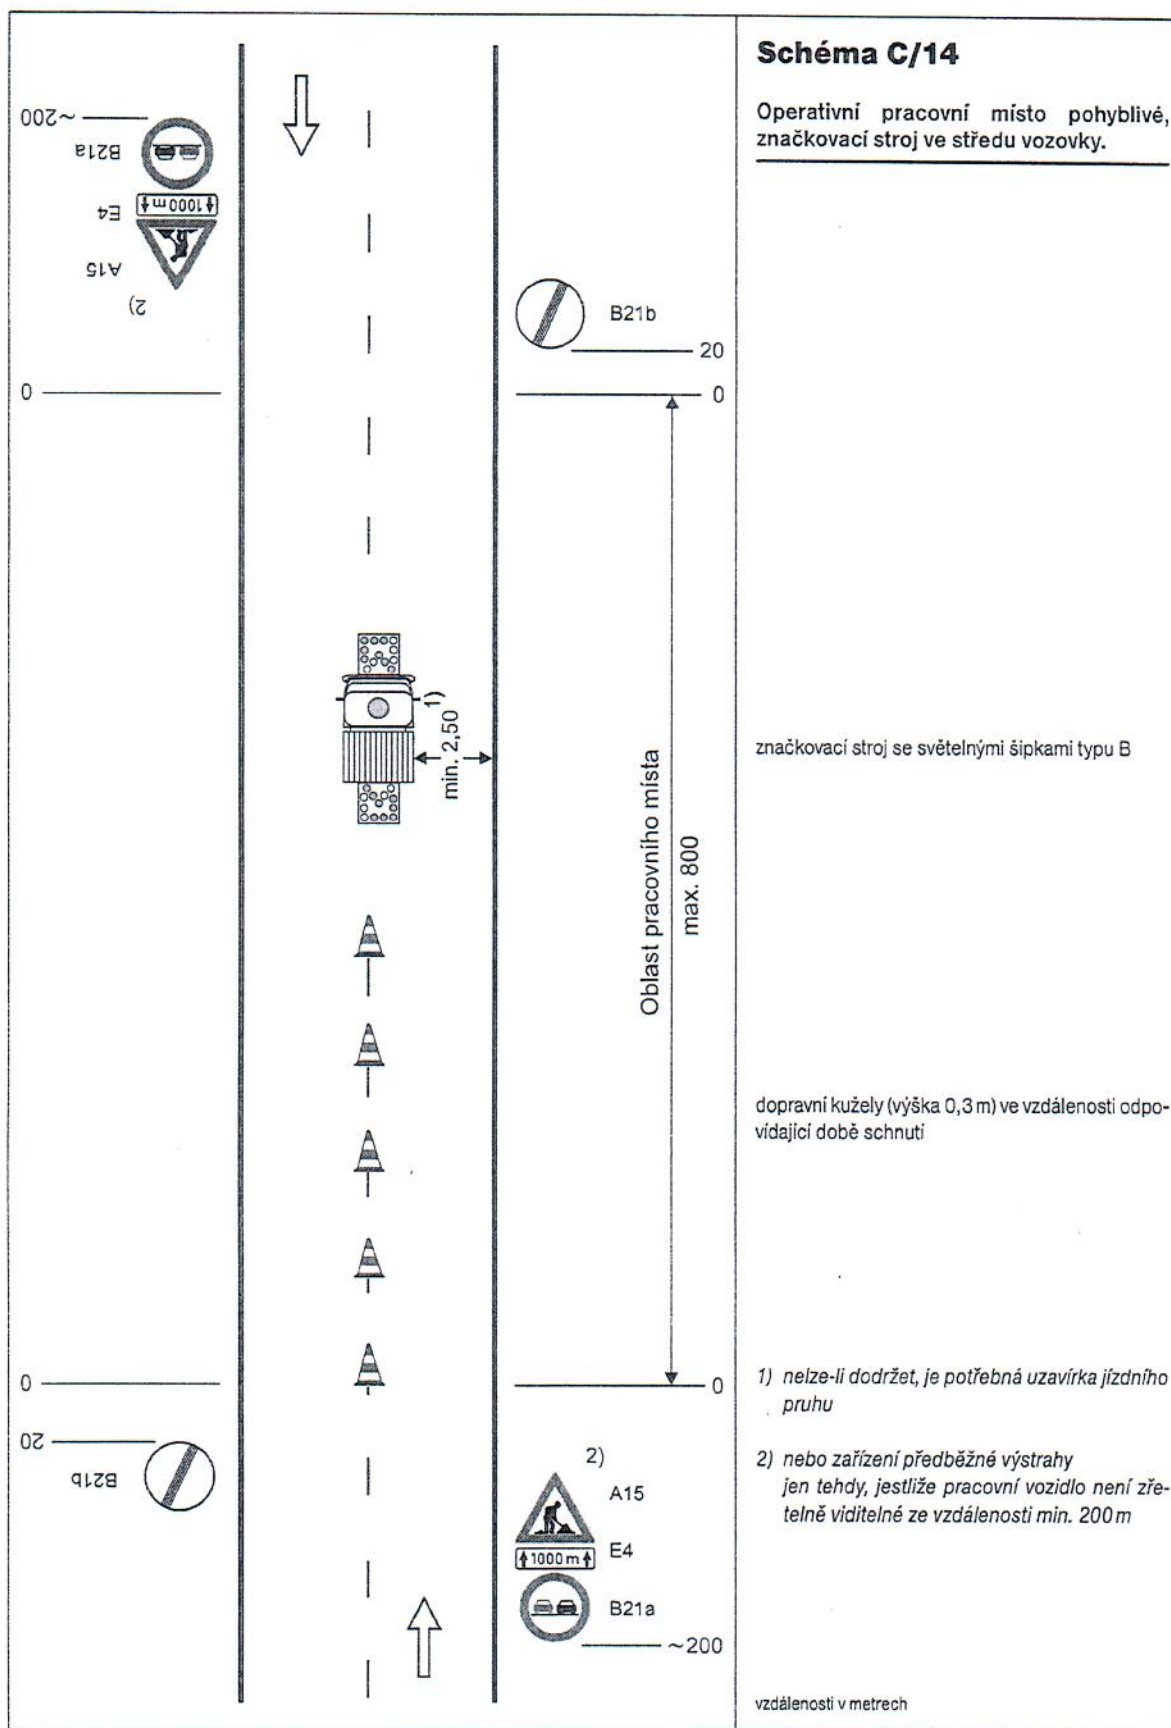 Schéma C/14
Operativní pracovní místo pohyblivé,
značkovací stroj ve středu vozovky.
~200
B21a
1000 m
E4
A15
2)
0
B21b
20
0
1)
min. 2,50
Oblast pracovního místa
max. 800
značkovací stroj se světelnými šipkami typu B
dopravní kužely (výška 0,3 m) ve vzdálenosti odpo-
vídající době schnutí
0
20
B21b
0
2)
A15
1000 m
E4
B21a
~200
1) nelze-li dodržet, je potřebná uzavírka jízdního
pruhu
2) nebo zařízení předběžné výstrahy
jen tehdy, jestliže pracovní vozidlo není zře-
telně viditelné ze vzdálenosti min. 200 m
vzdálenosti v metrech